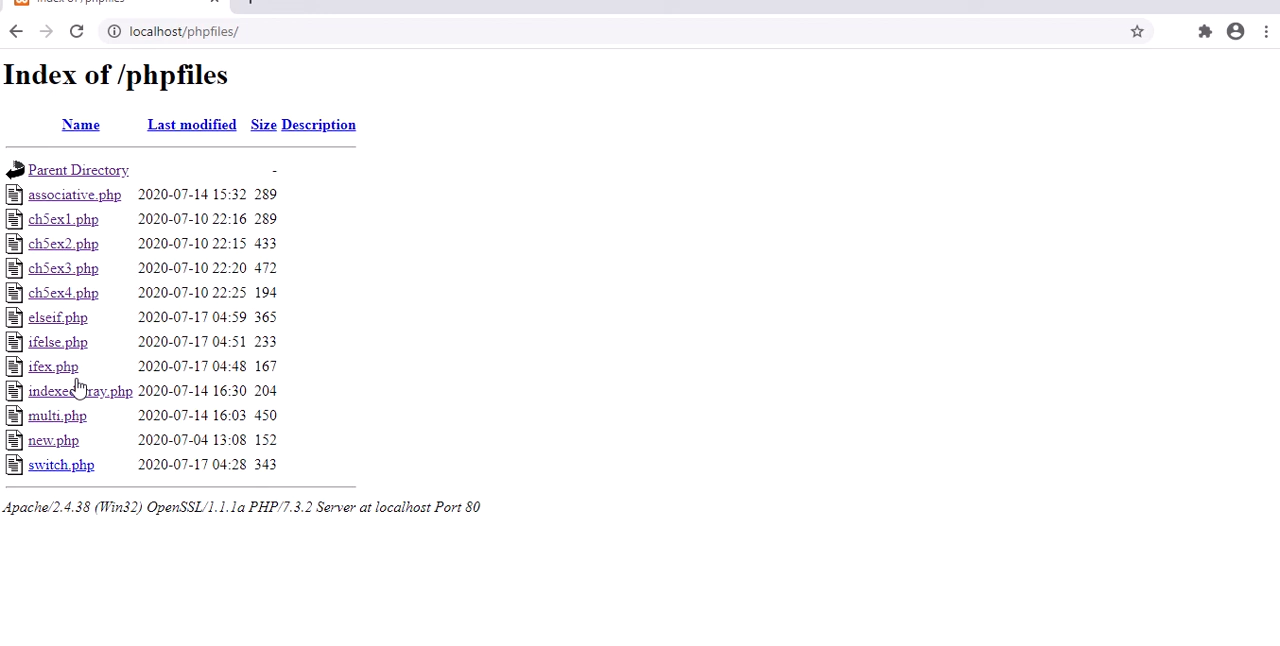 localhost/phpfiles/
Index of /phpfiles
Name Last modified Size Description
Parent Directory -
associative.php 2020-07-14 15:32 289
ch5ex1.php 2020-07-10 22:16 289
ch5ex2.php 2020-07-10 22:15 433
ch5ex3.php 2020-07-10 22:20 472
ch5ex4.php 2020-07-10 22:25 194
elseif.php 2020-07-17 04:59 365
ifelse.php 2020-07-17 04:51 233
ifex.php 2020-07-17 04:48 167
2020-07-14 16:30 204
multi.php 2020-07-14 16:03 450
new.php 2020-07-04 13:08 152
switch.php 2020-07-17 04:28 343
Apache/2.4.38 (Win32) OpenSSL/1.1.1a PHP/7.3.2 Server at localhost Port 80